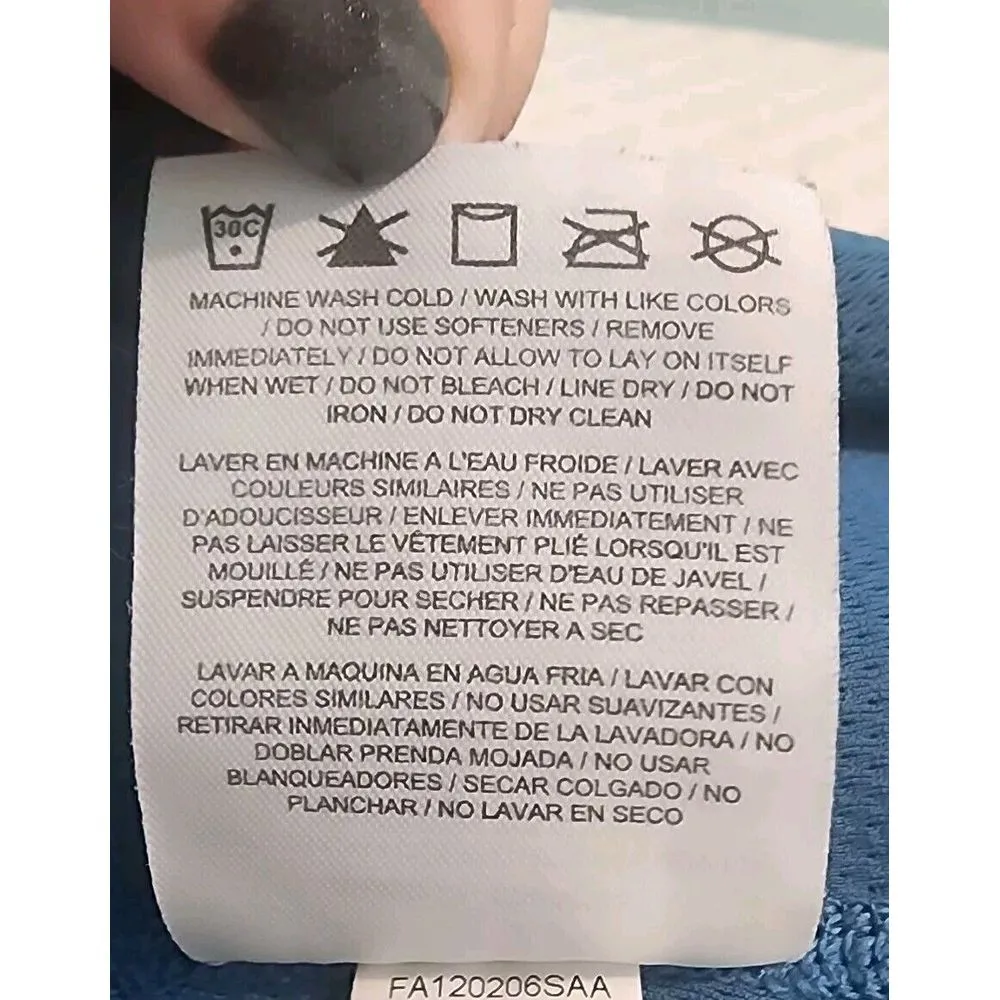 30C
MACHINE WASH COLD / WASH WITH LIKE COLORS
/ DO NOT USE SOFTENERS / REMOVE
IMMEDIATELY / DO NOT ALLOW TO LAY ON ITSELF
WHEN WET / DO NOT BLEACH / LINE DRY / DO NOT
IRON / DO NOT DRY CLEAN
LAVER EN MACHINE A L'EAU FROIDE / LAVER AVEC
COULEURS SIMILAIRES / NE PAS UTILISER
D'ADOUCISSEUR / ENLEVER IMMEDIATEMENT / NE
PAS LAISSER LE VÊTEMENT PLIÉ LORSQU'IL EST
MOUILLÉ / NE PAS UTILISER D'EAU DE JAVEL /
SUSPENDRE POUR SECHER / NE PAS REPASSER /
NE PAS NETTOYER A SEC
LAVAR A MAQUINA EN AGUA FRIA / LAVAR CON
COLORES SIMILARES / NO USAR SUAVIZANTES /
RETIRAR INMEDIATAMENTE DE LA LAVADORA / NO
DOBLAR PRENDA MOJADA / NO USAR
BLANQUEADORES / SECAR COLGADO / NO
PLANCHAR / NO LAVAR EN SECO
FA120206SAA